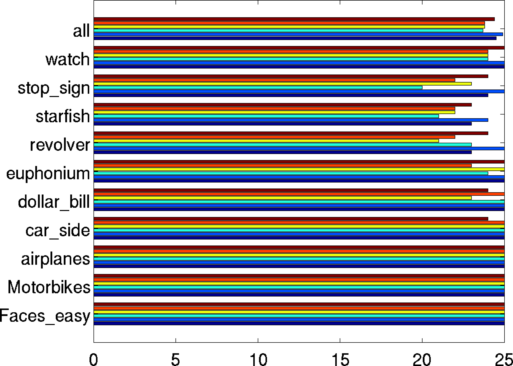 all
watch
stop_sign
starfish
revolver
euphonium
dollar_bill
car_side
airplanes
Motorbikes
Faces_easy
0 5 10 15 20 25